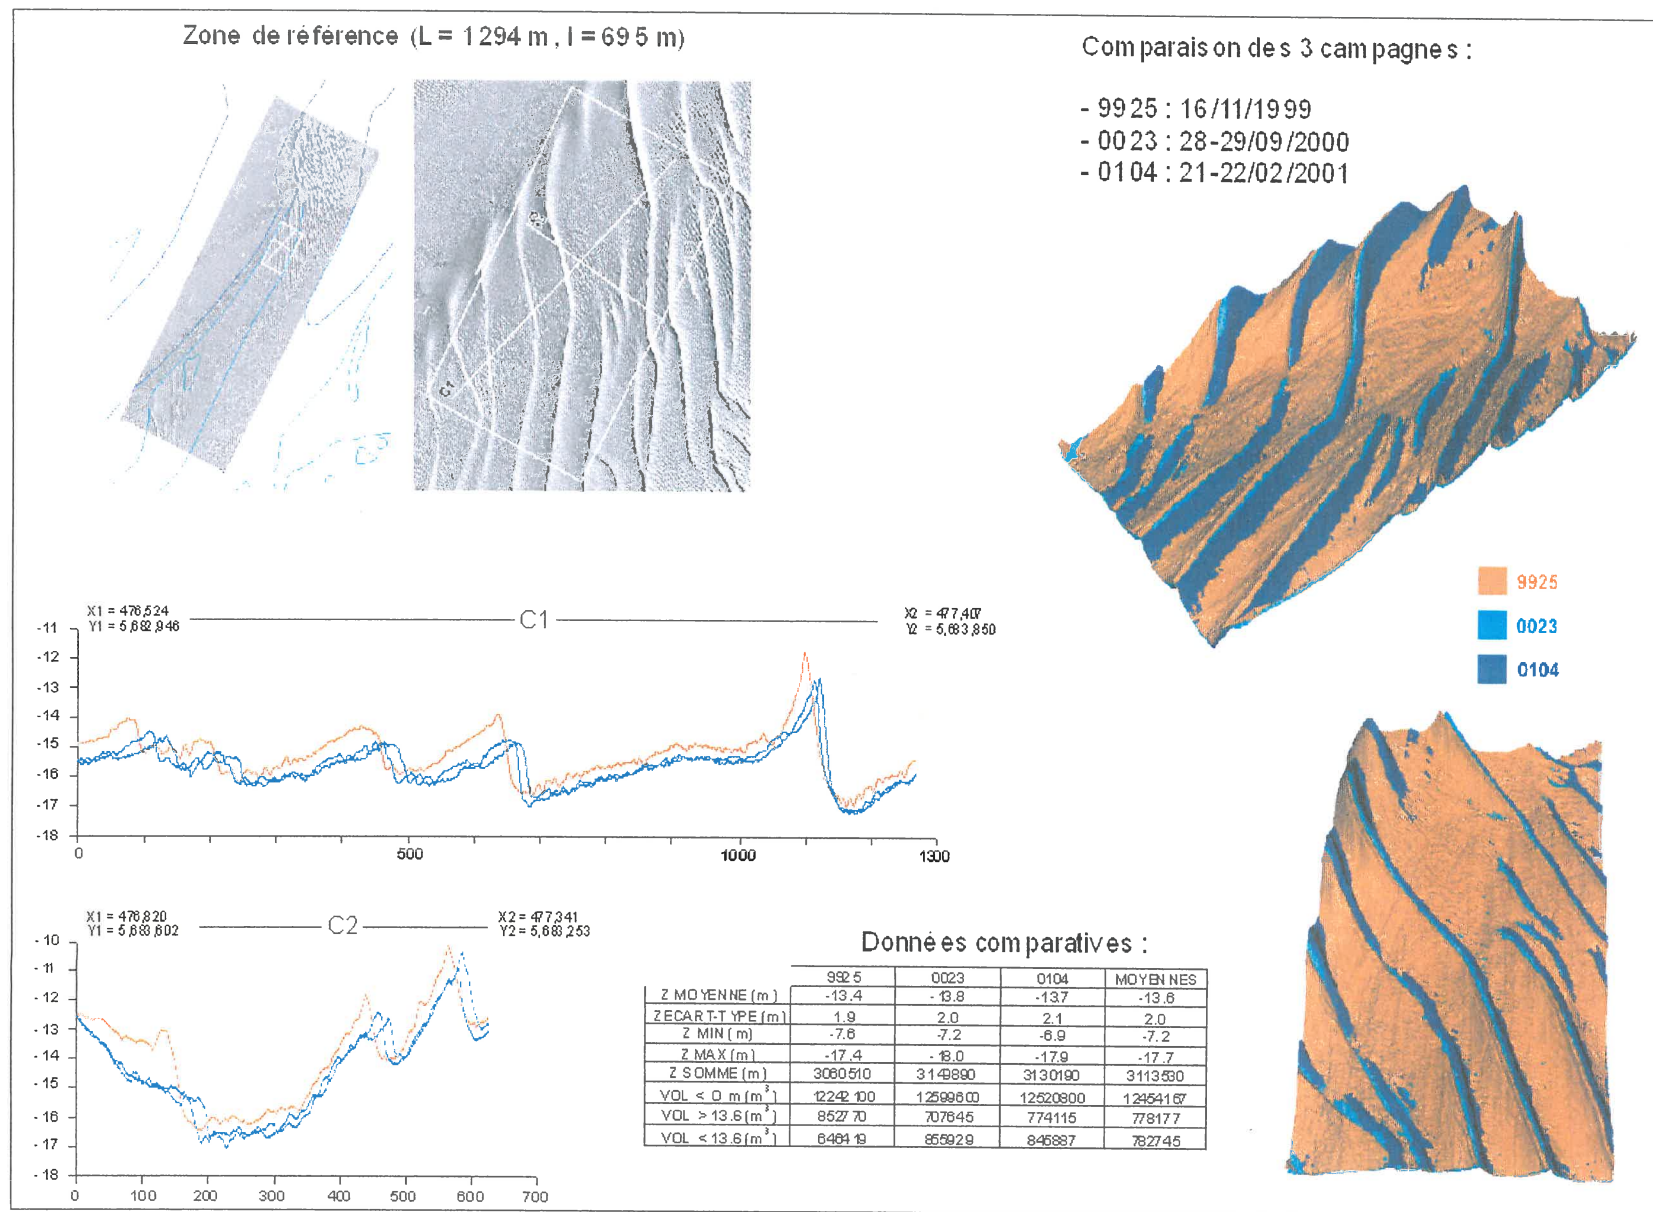 Zone de référence (L = 1294 m , l = 695 m)
C2
C1
Comparaison des 3 campagnes :
- 9925 : 16/11/1999
- 0023 : 28-29/09/2000
- 0104 : 21-22/02/2001
9925
0023
0104
X1 = 476,524
Y1 = 5,682,946
C1
X2 = 477,407
Y2 = 5,683,850
-11
-12
-13
-14
-15
-16
-17
-18
0 500 1000 1300
X1 = 476,820
Y1 = 5,683,602
C2
X2 = 477,341
Y2 = 5,683,253
-10
-11
-12
-13
-14
-15
-16
-17
-18
0 100 200 300 400 500 600 700
Données comparatives :
9925 0023 0104 MOYENNES
Z MOYENNE (m) -13.4 -13.8 -13.7 -13.6
Z ECART-TYPE (m) 1.9 2.0 2.1 2.0
Z MIN (m) -7.6 -7.2 -6.9 -7.2
Z MAX (m) -17.4 -18.0 -17.9 -17.7
Z SOMME (m) 3060510 3149890 3130190 3113530
VOL < 0 m (m³) 12242100 12599600 12520800 12454167
VOL > 13.6 (m³) 852770 707645 774115 778177
VOL < 13.6 (m³) 646419 855929 845887 782745